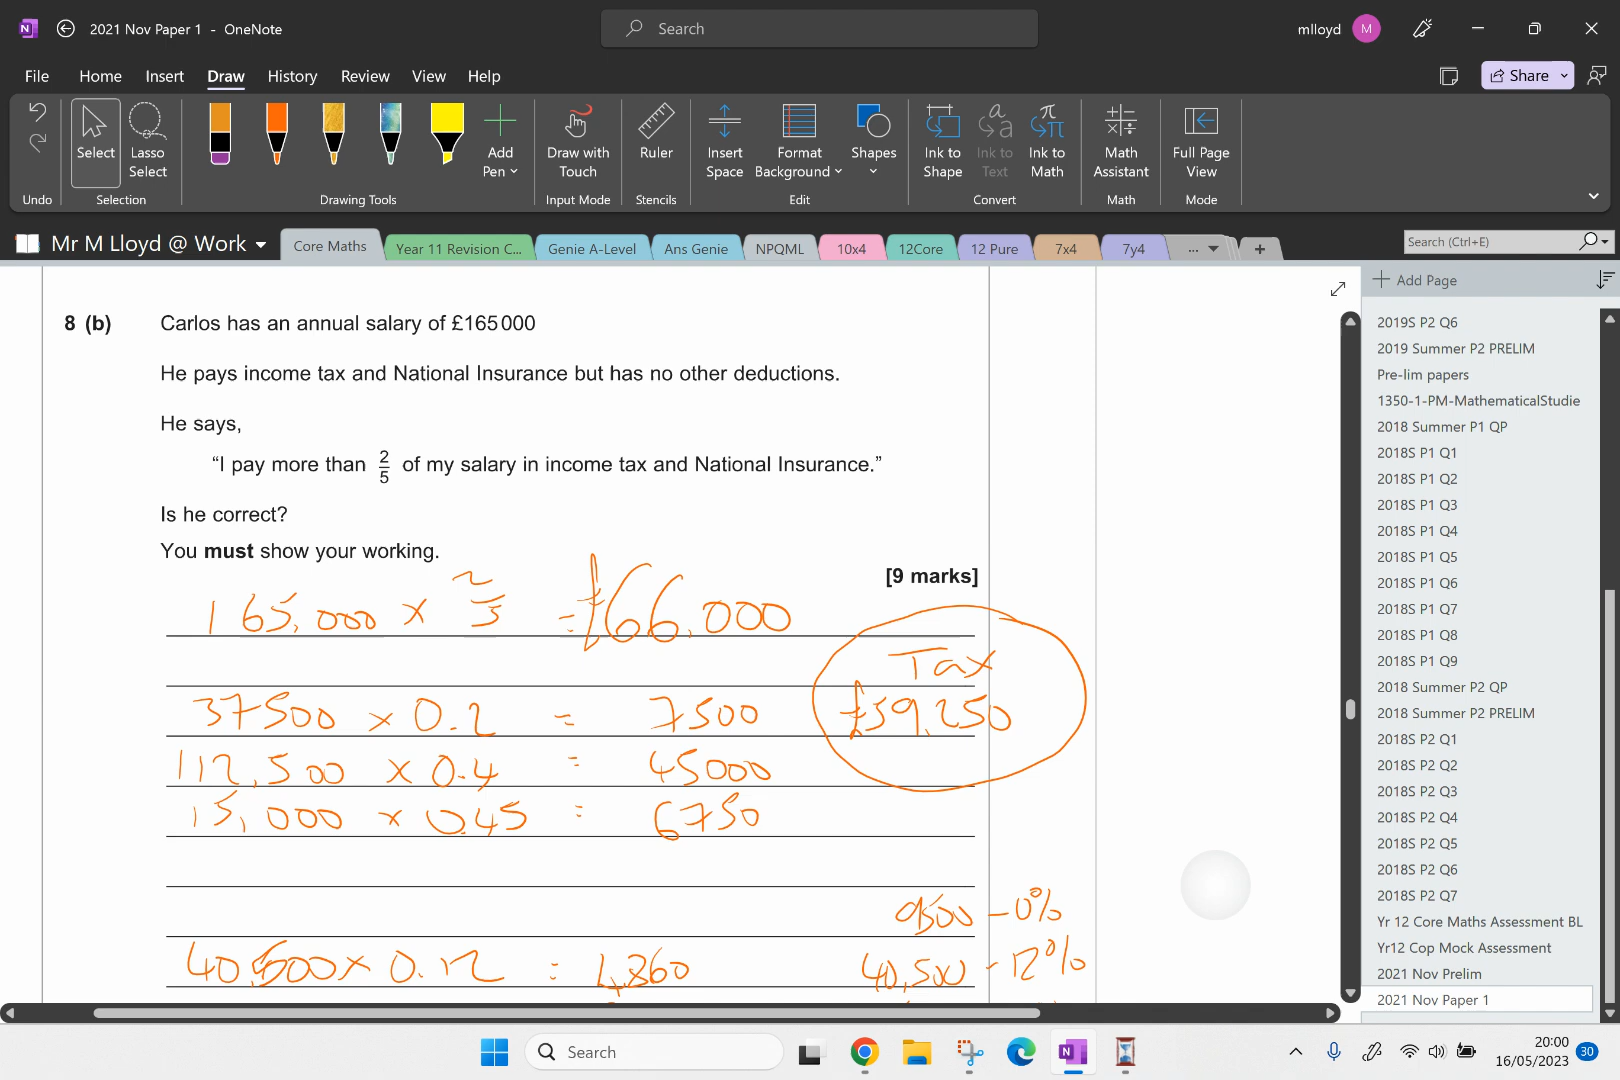 2021 Nov Paper 1 - OneNote
Search
mlloyd M
File Home Insert Draw History Review View Help
Share
Select
Lasso Select
Add Pen
Draw with Touch
Ruler
Insert Space
Format Background
Shapes
Ink to Shape
Ink to Text
Ink to Math
Math Assistant
Full Page View
Undo Selection Drawing Tools Input Mode Stencils Edit Convert Math Mode
Mr M Lloyd @ Work
Core Maths Year 11 Revision C... Genie A-Level Ans Genie NPQML 10x4 12Core 12 Pure 7x4 7y4 ... +
Search (Ctrl+E)
8 (b) Carlos has an annual salary of £165 000
He pays income tax and National Insurance but has no other deductions.
He says,
“I pay more than 2/5 of my salary in income tax and National Insurance.”
Is he correct?
You must show your working.
[9 marks]
165,000 × 2/5 = £66,000
Tax
37500 × 0.2 = 7500 £59,250
112,500 × 0.4 = 45000
15,000 × 0.45 = 6750
9500 - 0%
40,500 × 0.12 = 4860 40,500 - 12%
Add Page
2019S P2 Q6
2019 Summer P2 PRELIM
Pre-lim papers
1350-1-PM-MathematicalStudie
2018 Summer P1 QP
2018S P1 Q1
2018S P1 Q2
2018S P1 Q3
2018S P1 Q4
2018S P1 Q5
2018S P1 Q6
2018S P1 Q7
2018S P1 Q8
2018S P1 Q9
2018 Summer P2 QP
2018 Summer P2 PRELIM
2018S P2 Q1
2018S P2 Q2
2018S P2 Q3
2018S P2 Q4
2018S P2 Q5
2018S P2 Q6
2018S P2 Q7
Yr 12 Core Maths Assessment BL
Yr12 Cop Mock Assessment
2021 Nov Prelim
2021 Nov Paper 1
Search
20:00
16/05/2023
30